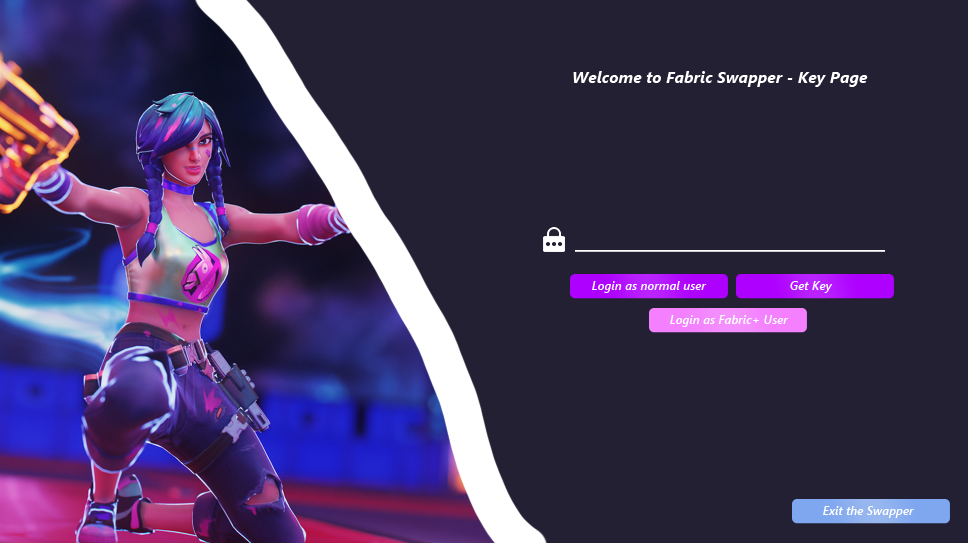 Welcome to Fabric Swapper - Key Page
Login as normal user
Get Key
Login as Fabric+ User
Exit the Swapper